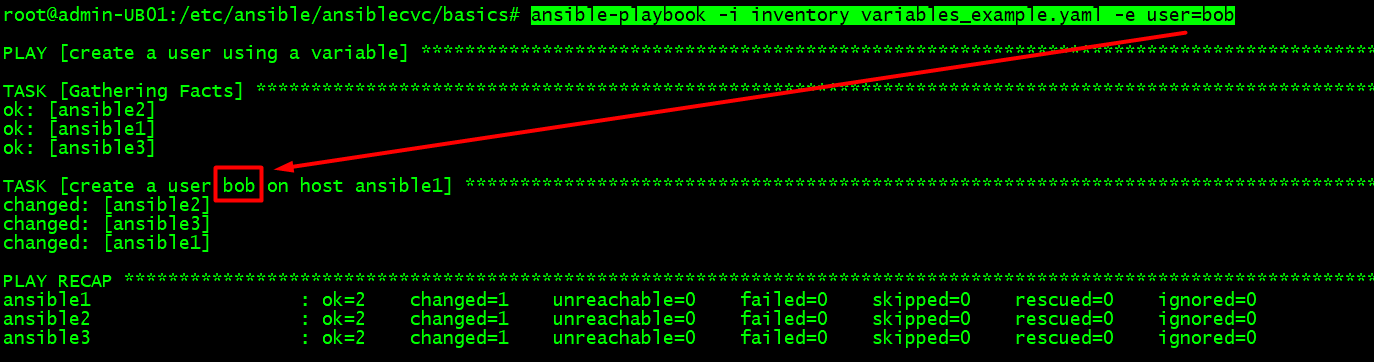 root@admin-UB01:/etc/ansible/ansiblecvc/basics# ansible-playbook -i inventory variables_example.yaml -e user=bob
PLAY [create a user using a variable] ****************************************************************************************
TASK [Gathering Facts] *******************************************************************************************************
ok: [ansible2]
ok: [ansible1]
ok: [ansible3]
TASK [create a user bob on host ansible1] ************************************************************************************
changed: [ansible2]
changed: [ansible3]
changed: [ansible1]
PLAY RECAP *******************************************************************************************************************
ansible1 : ok=2 changed=1 unreachable=0 failed=0 skipped=0 rescued=0 ignored=0
ansible2 : ok=2 changed=1 unreachable=0 failed=0 skipped=0 rescued=0 ignored=0
ansible3 : ok=2 changed=1 unreachable=0 failed=0 skipped=0 rescued=0 ignored=0